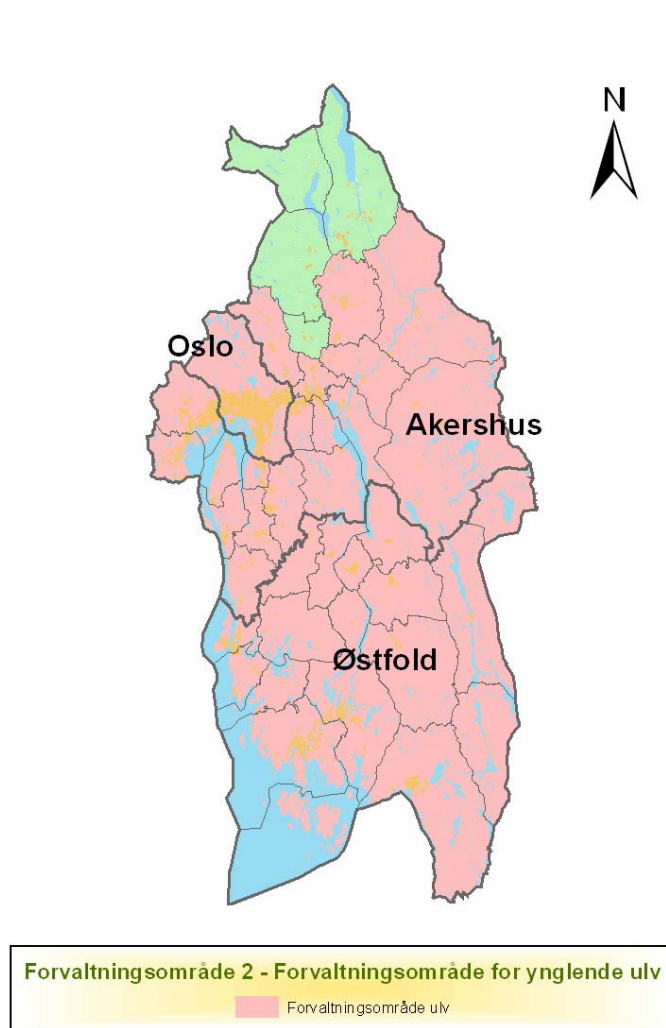 N
Oslo
Akershus
Østfold
Forvaltningsområde 2 - Forvaltningsområde for ynglende ulv
Forvaltningsområde ulv